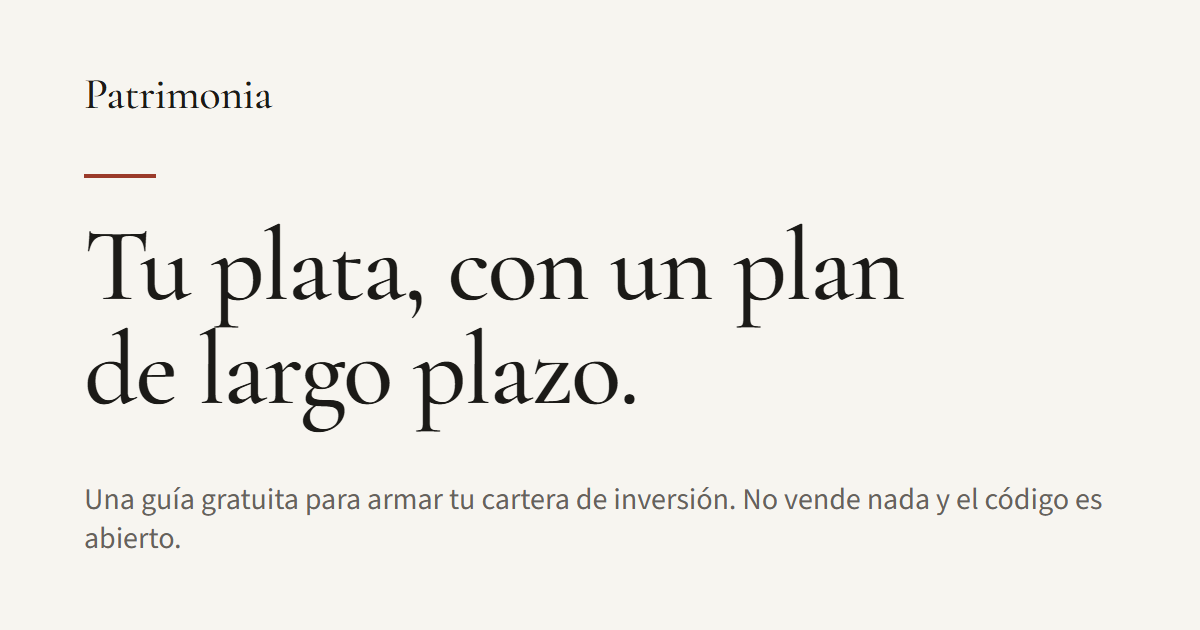 Patrimonia
Tu plata, con un plan
de largo plazo.
Una guía gratuita para armar tu cartera de inversión. No vende nada y el código es
abierto.